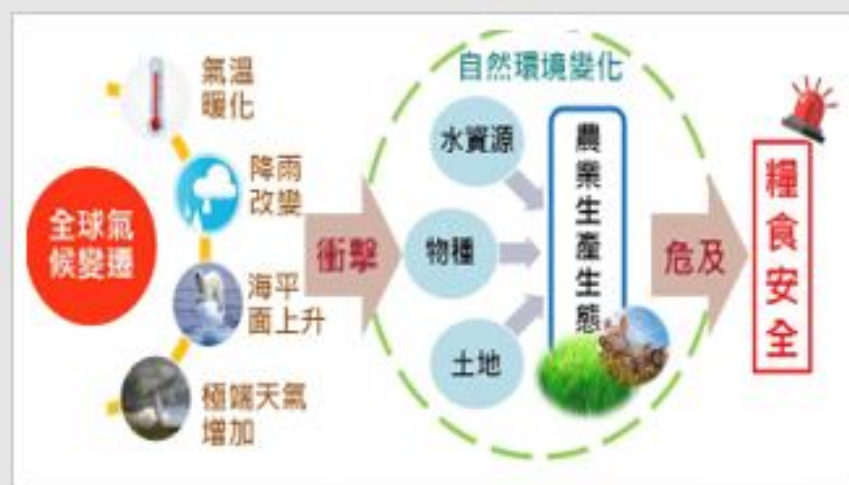 全球氣
候變遷
氣溫
暖化
降雨
改變
海平
面上升
極端天氣
增加
衝擊
自然環境變化
水資源
物種
土地
農業生產生態
危及
糧食安全